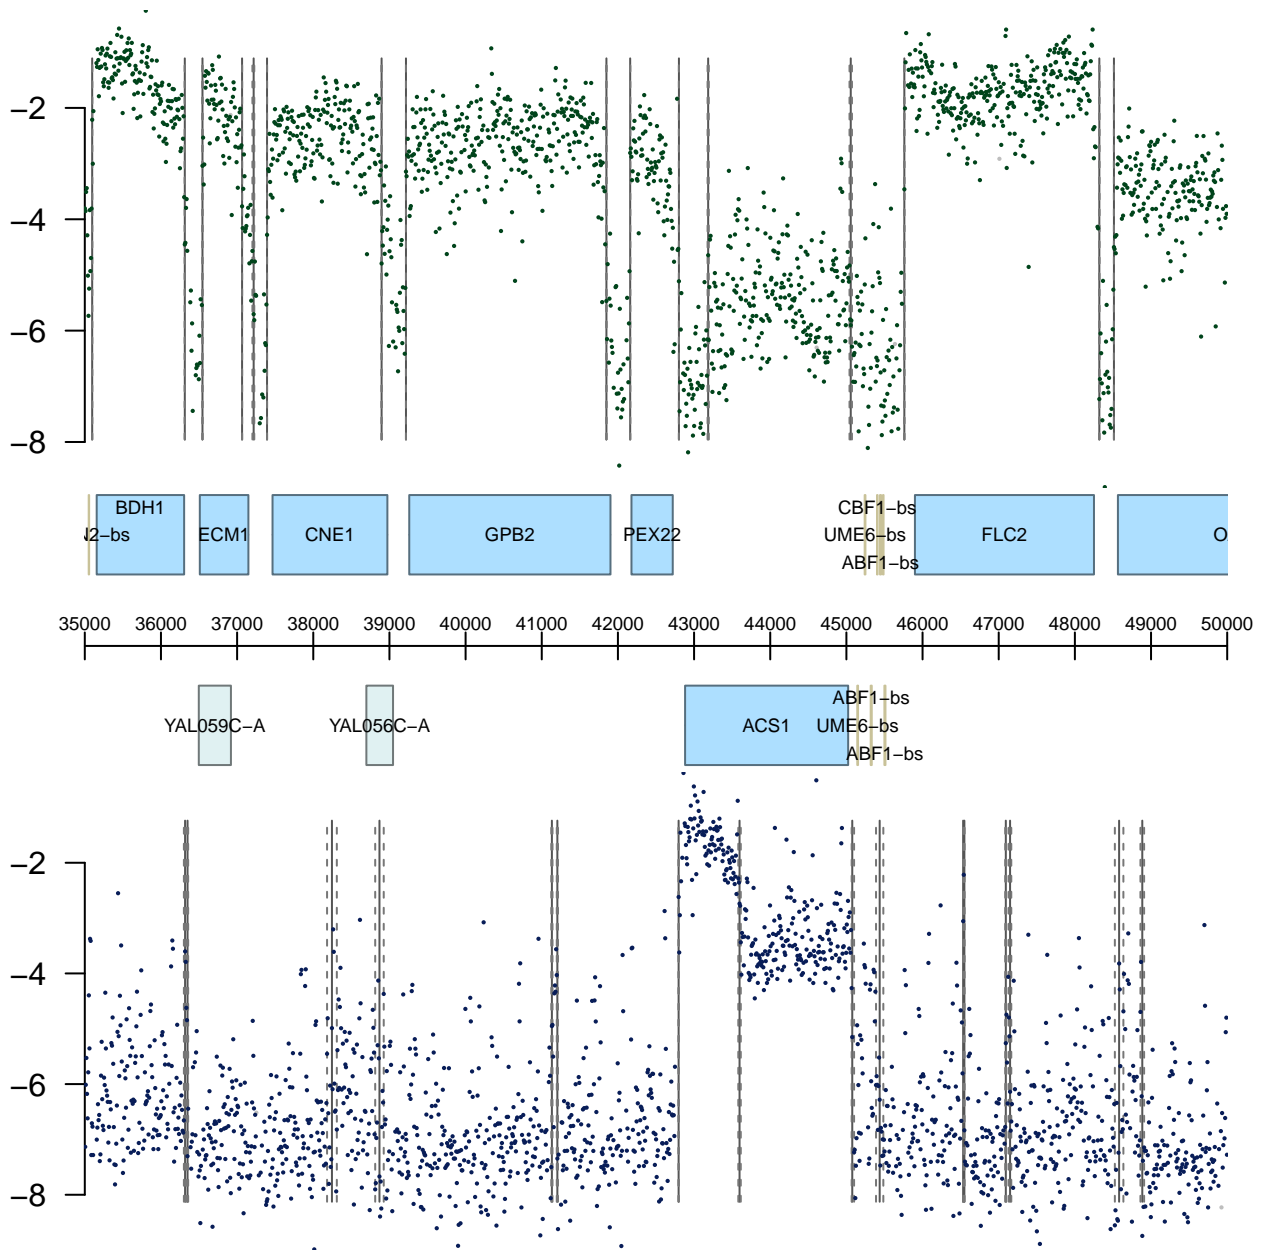 −2
−4
−6
−8
BDH1
N2−bs ECM1 CNE1 GPB2 PEX22
CBF1−bs
UME6−bs FLC2 O
ABF1−bs
35000 36000 37000 38000 39000 40000 41000 42000 43000 44000 45000 46000 47000 48000 49000 50000
ABF1−bs
YAL059C−A YAL056C−A ACS1 UME6−bs
ABF1−bs
−2
−4
−6
−8